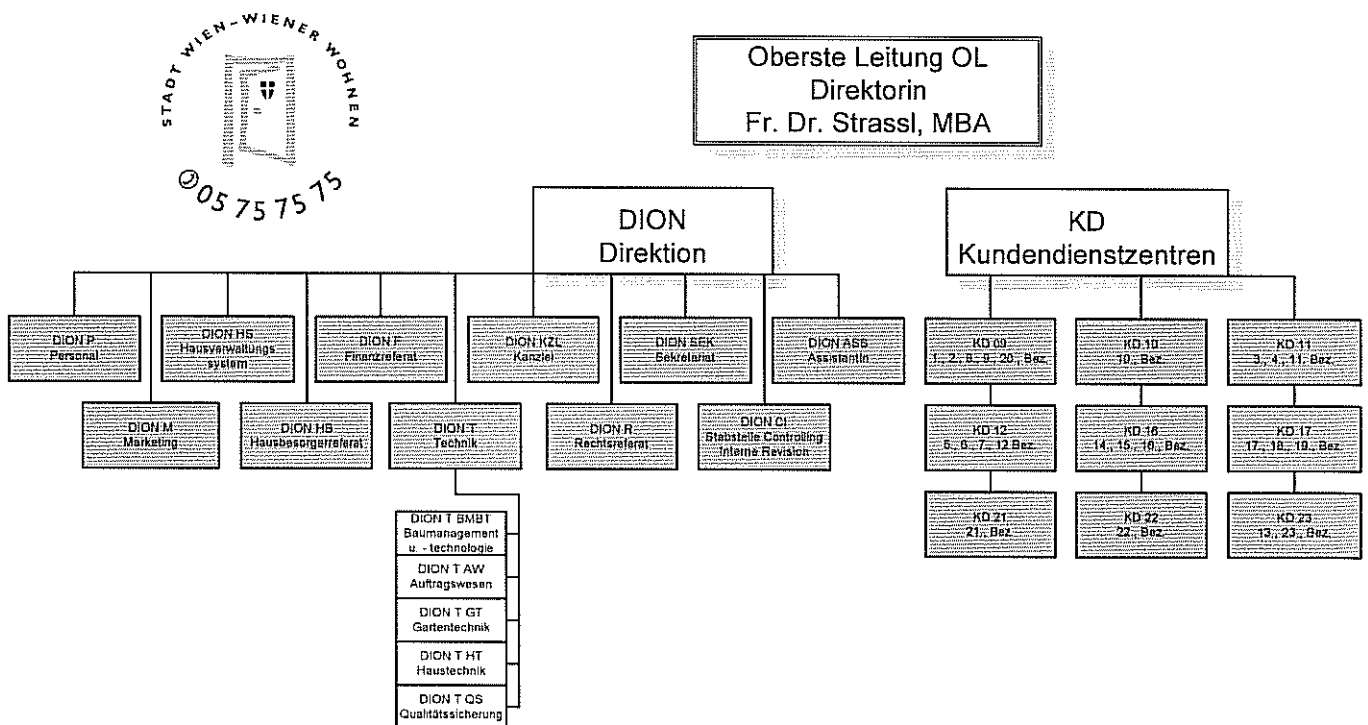 STADT WIEN–WIENER WOHNEN
05 75 75 75
Oberste Leitung OL
Direktorin
Fr. Dr. Strassl, MBA
DION
Direktion
KD
Kundendienstzentren
DION P
Personal
DION HS
Hausverwaltungs
system
DION F
Finanzreferat
DION KZL
Kanzlei
DION SEK
Sekretariat
DION ASS
AssistentIn
DION M
Marketing
DION HB
Hausbesorgerreferat
DION T
Technik
DION R
Rechtsreferat
DION CI
Stabstelle Controlling
Interne Revision
DION T BMBT
Baumanagement
u. - technologie
DION T AW
Auftragswesen
DION T GT
Gartentechnik
DION T HT
Haustechnik
DION T QS
Qualitätssicherung
KD 09
1., 2., 9., 20., Bez.
KD 10
10., Bez.
KD 11
3., 4., 11., Bez.
KD 12
5., 6., 7., 12 Bez.
KD 16
14., 15., 16., Bez.
KD 17
17., 18., 19., Bez.
KD 21
21., Bez.
KD 22
22., Bez.
KD 23
13., 23., Bez.